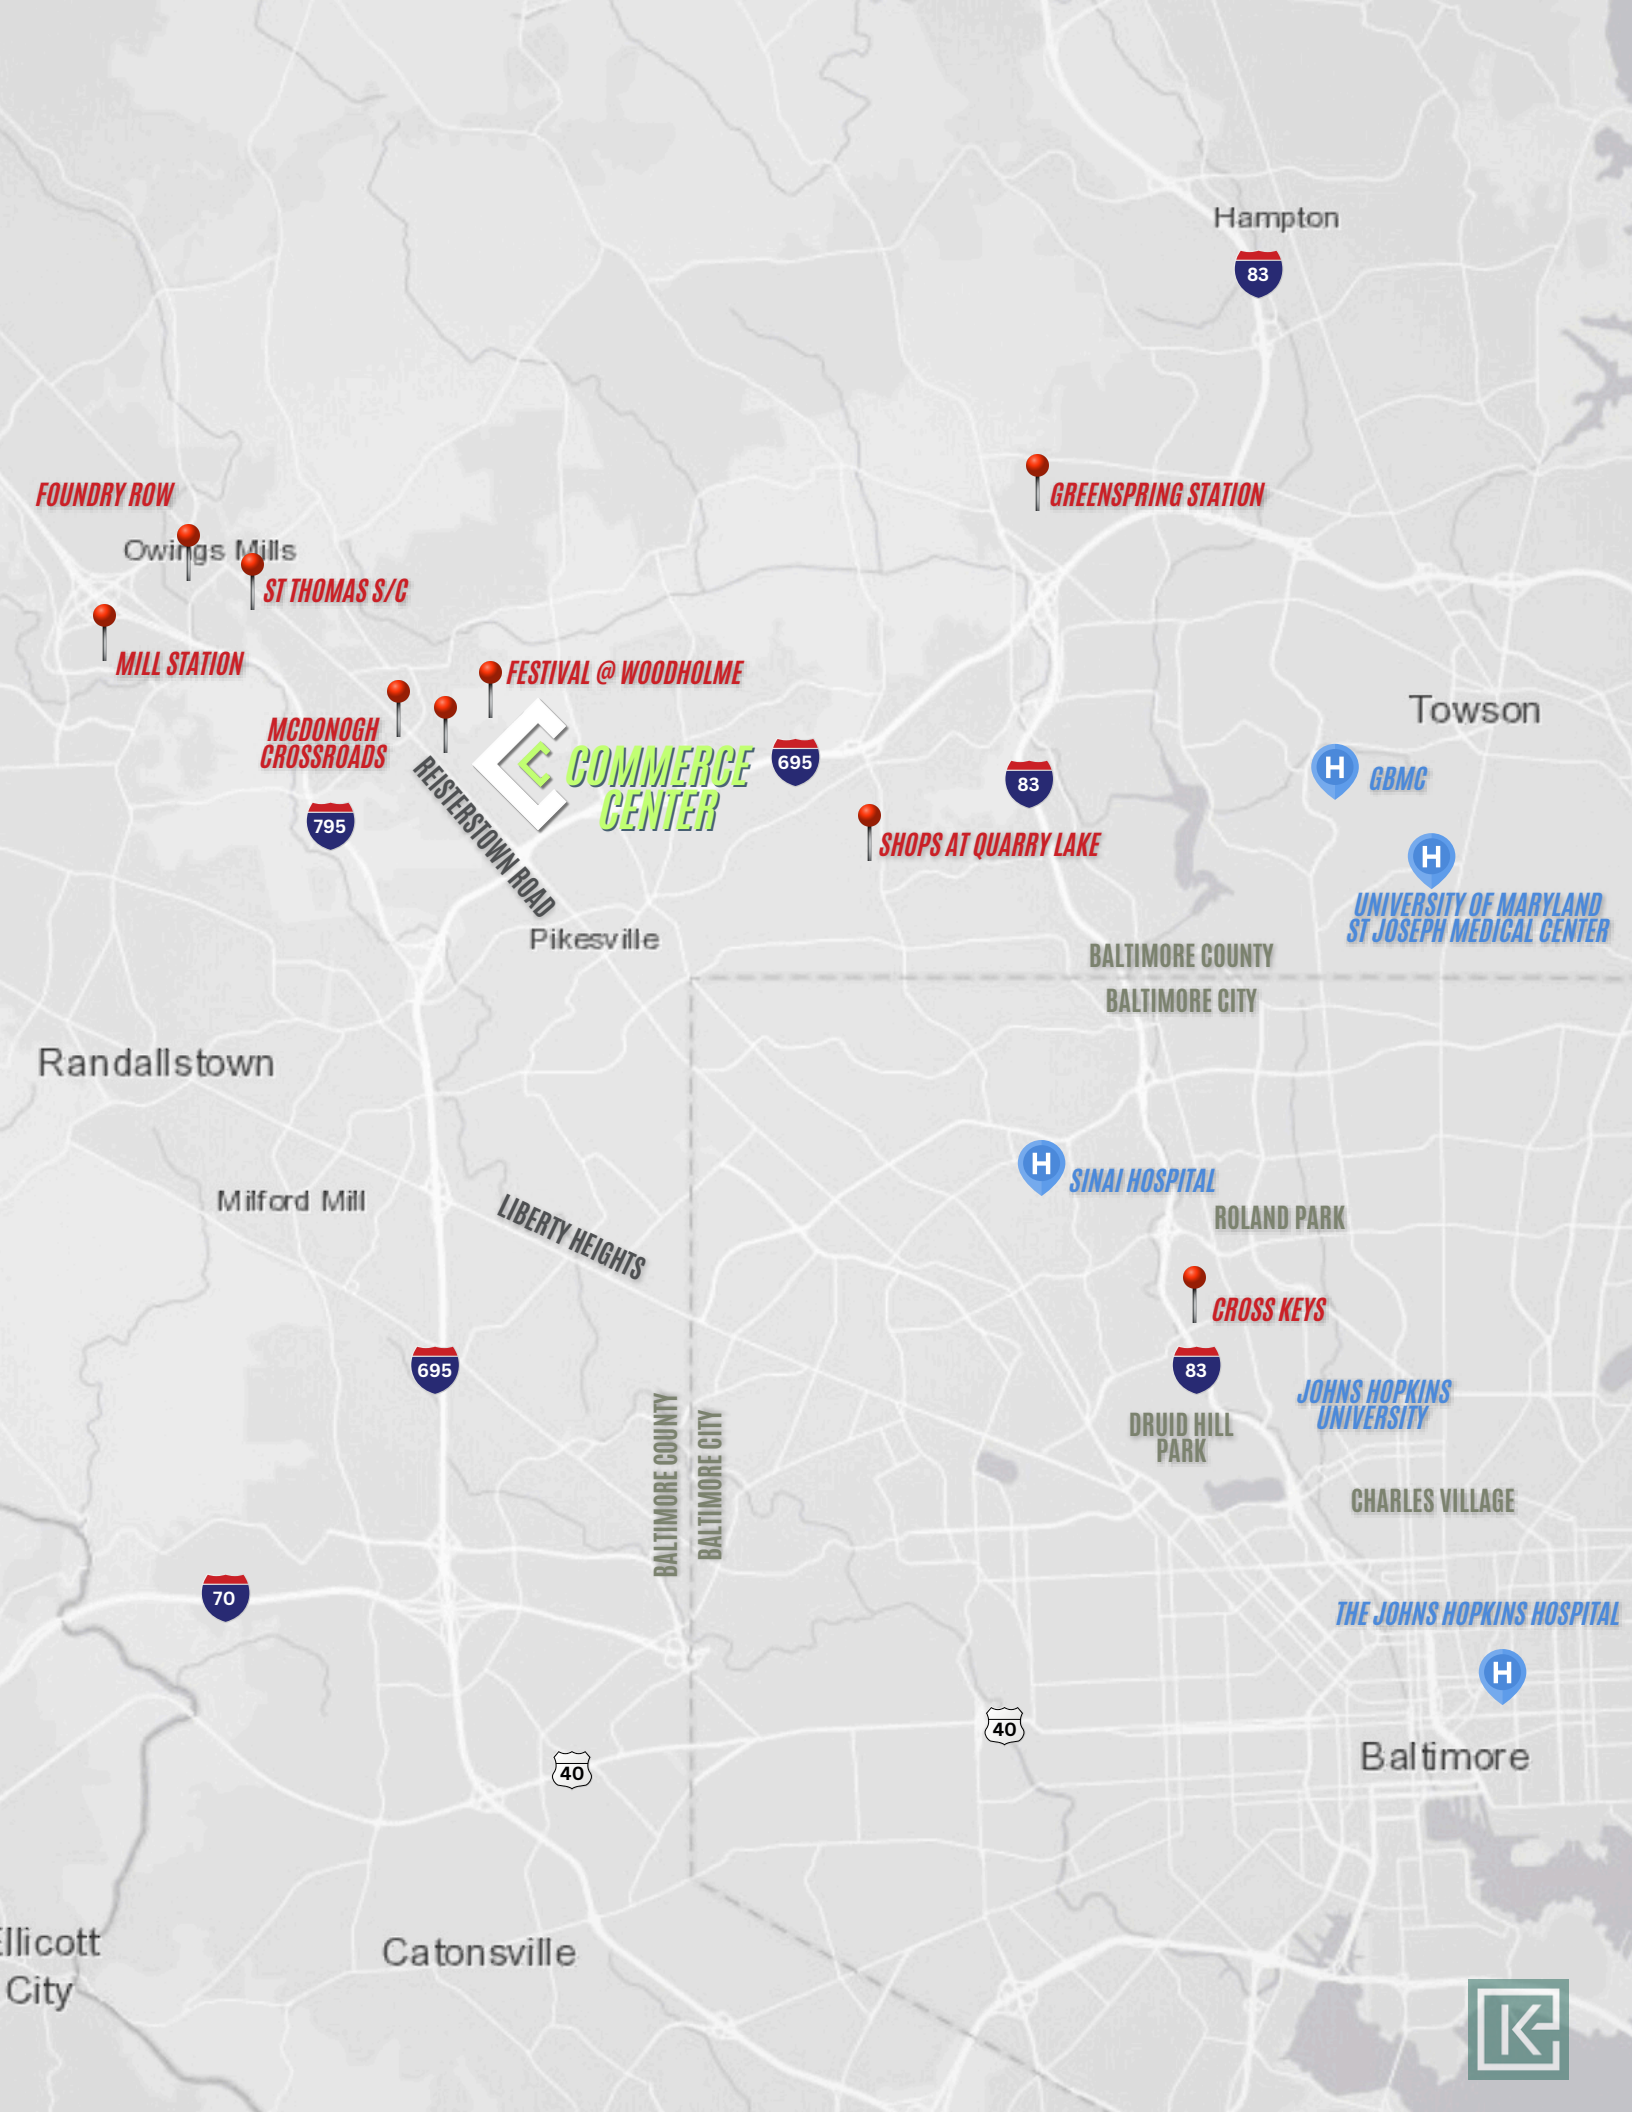 Hampton
83
FOUNDRY ROW
GREENSPRING STATION
Owings Mills
ST THOMAS S/C
MILL STATION
FESTIVAL @ WOODHOLME
MCDONOGH
CROSSROADS
REISTERSTOWN ROAD
COMMERCE
CENTER
695
83
Towson
GBMC
795
SHOPS AT QUARRY LAKE
UNIVERSITY OF MARYLAND
ST JOSEPH MEDICAL CENTER
Pikesville
BALTIMORE COUNTY
BALTIMORE CITY
Randallstown
H
H
H
SINAI HOSPITAL
Milford Mill
LIBERTY HEIGHTS
ROLAND PARK
CROSS KEYS
695
83
JOHNS HOPKINS
UNIVERSITY
DRUID HILL
PARK
BALTIMORE COUNTY
BALTIMORE CITY
CHARLES VILLAGE
70
THE JOHNS HOPKINS HOSPITAL
H
40
40
Baltimore
Ellicott
City
Catonsville
K